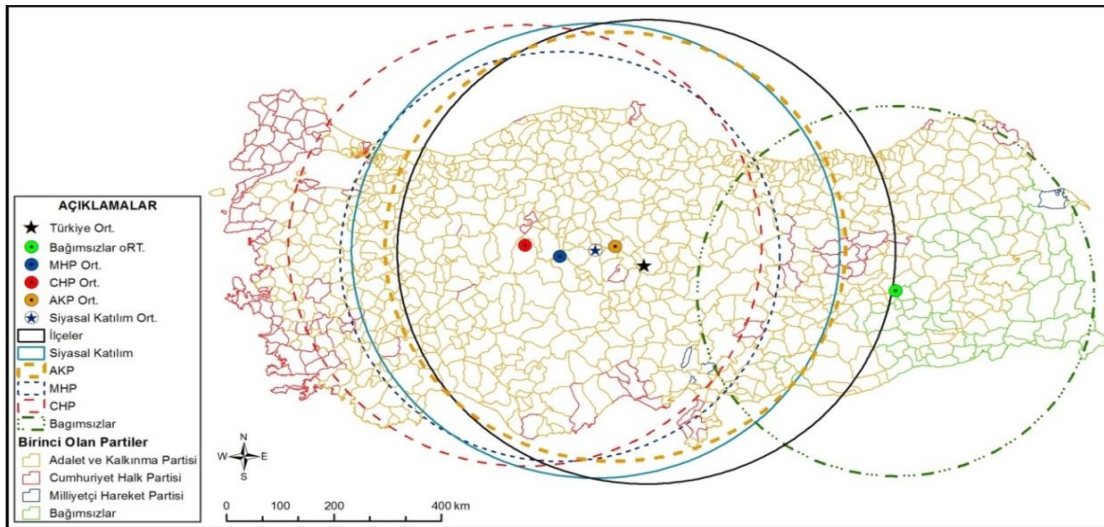 AÇIKLAMALAR
Türkiye Ort.
Bağımsızlar oRT.
MHP Ort.
CHP Ort.
AKP Ort.
Siyasal Katılım Ort.
İlçeler
Siyasal Katılım
AKP
MHP
CHP
Bagımsızlar
Birinci Olan Partiler
Adalet ve Kalkınma Partisi
Cumhuriyet Halk Partisi
Milliyetçi Hareket Partisi
Bağımsızlar
N
W E
S
0 100 200 400 km